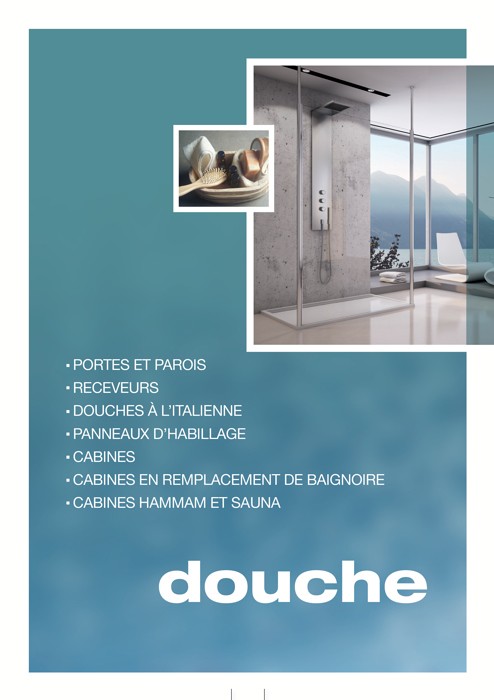 ▪ PORTES ET PAROIS
▪ RECEVEURS
▪ DOUCHES À L'ITALIENNE
▪ PANNEAUX D'HABILLAGE
▪ CABINES
▪ CABINES EN REMPLACEMENT DE BAIGNOIRE
▪ CABINES HAMMAM ET SAUNA
douche